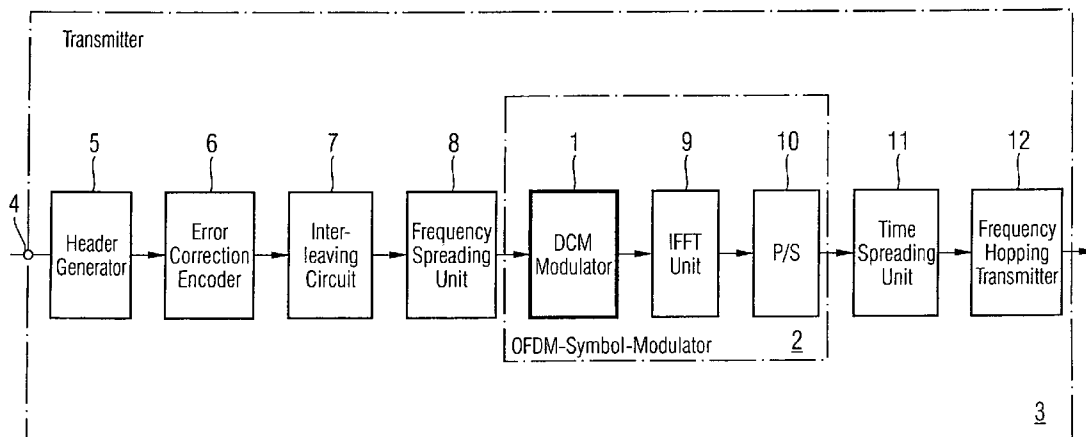 Transmitter
5
6
7
8
1
9
10
11
12
4
Header
Generator
Error
Correction
Encoder
Inter-
leaving
Circuit
Frequency
Spreading
Unit
DCM
Modulator
IFFT
Unit
P/S
Time
Spreading
Unit
Frequency
Hopping
Transmitter
OFDM-Symbol-Modulator
2
3